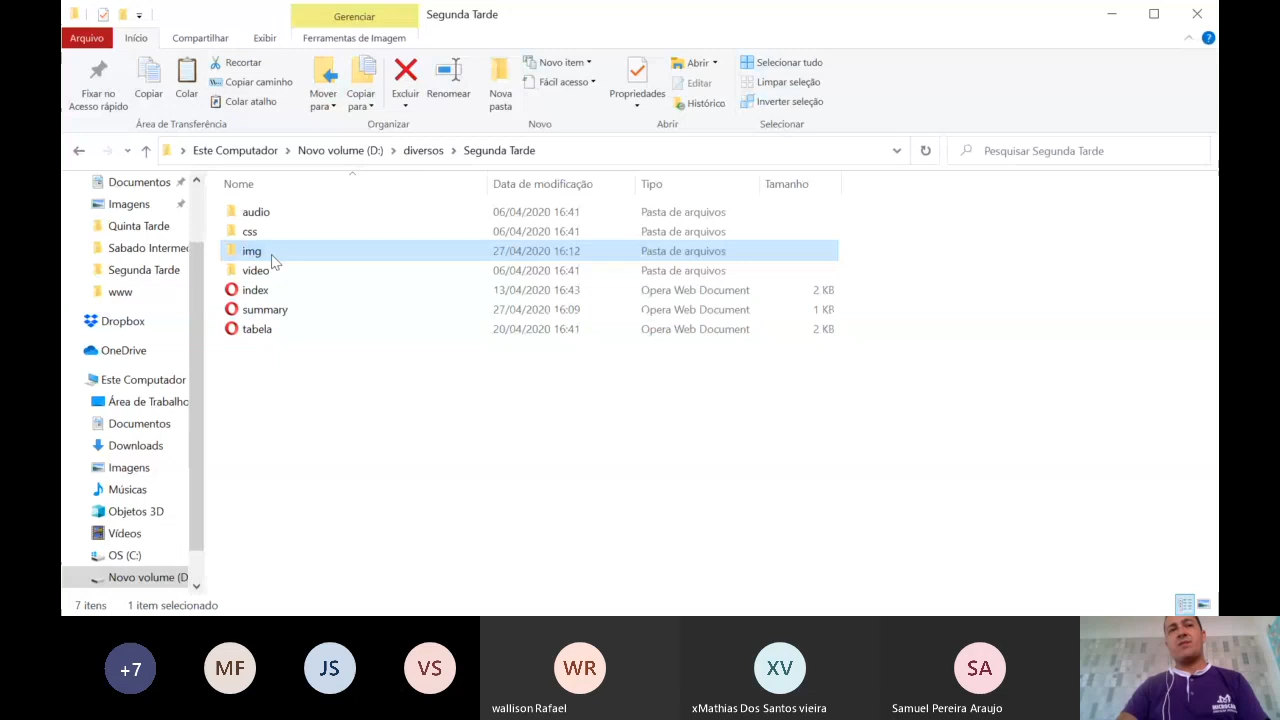 Gerenciar
Segunda Tarde
Arquivo Início Compartilhar Exibir Ferramentas de Imagem
Fixar no Acesso rápido
Copiar
Colar
Recortar
Copiar caminho
Colar atalho
Área de Transferência
Mover para
Copiar para
Excluir
Renomear
Organizar
Nova pasta
Novo item
Fácil acesso
Novo
Propriedades
Abrir
Editar
Histórico
Abrir
Selecionar tudo
Limpar seleção
Inverter seleção
Selecionar
Este Computador Novo volume (D:) diversos Segunda Tarde
Pesquisar Segunda Tarde
Documentos
Imagens
Quinta Tarde
Sabado Intermec
Segunda Tarde
www
Dropbox
OneDrive
Este Computador
Área de Trabalho
Documentos
Downloads
Imagens
Músicas
Objetos 3D
Vídeos
OS (C:)
Novo volume (D
Nome Data de modificação Tipo Tamanho
audio 06/04/2020 16:41 Pasta de arquivos
css 06/04/2020 16:41 Pasta de arquivos
img 27/04/2020 16:12 Pasta de arquivos
video 06/04/2020 16:41 Pasta de arquivos
index 13/04/2020 16:43 Opera Web Document 2 KB
summary 27/04/2020 16:09 Opera Web Document 1 KB
tabela 20/04/2020 16:41 Opera Web Document 2 KB
7 itens 1 item selecionado
+7 MF JS VS WR XV SA
wallison Rafael xMathias Dos Santos vieira Samuel Pereira Araujo